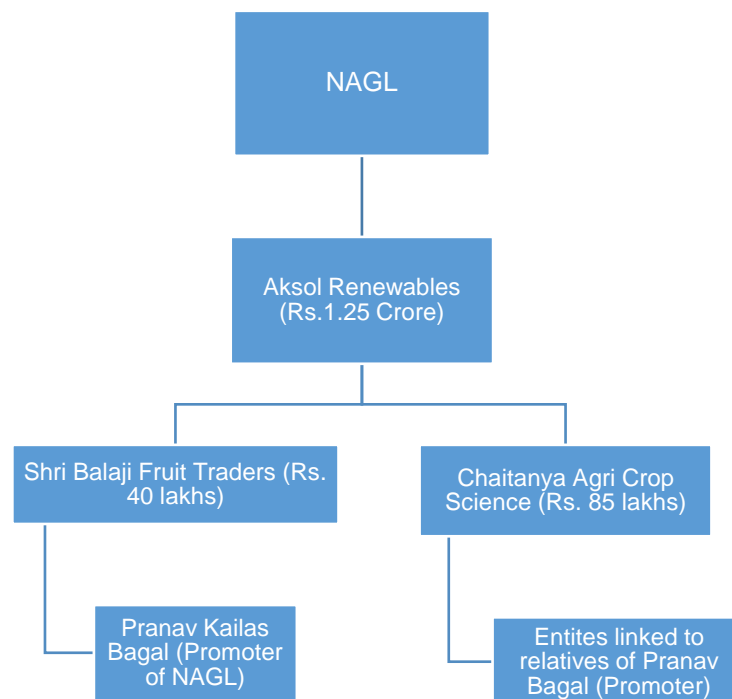 NAGL
Aksol Renewables
(Rs.1.25 Crore)
Shri Balaji Fruit Traders (Rs.
40 lakhs)
Chaitanya Agri Crop
Science (Rs. 85 lakhs)
Pranav Kailas
Bagal (Promoter
of NAGL)
Entites linked to
relatives of Pranav
Bagal (Promoter)